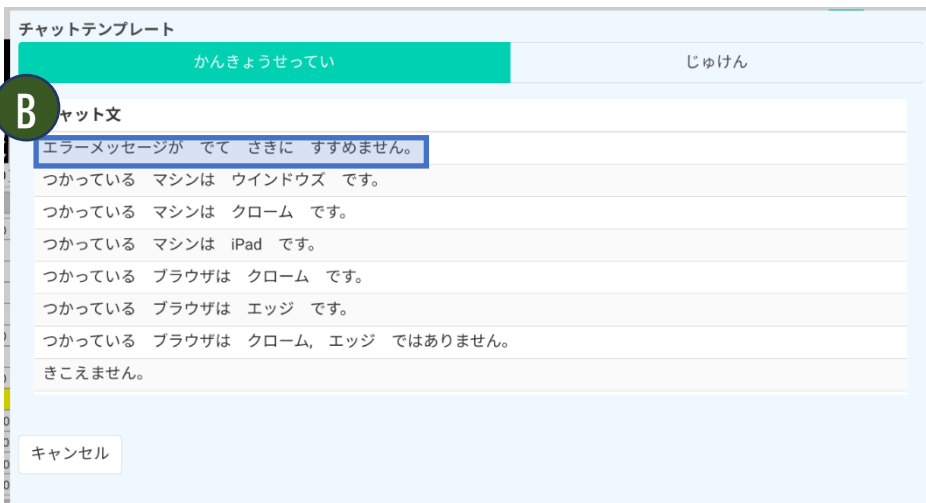 チャットテンプレート
かんきょうせってい じゅけん
B
ャット文
エラーメッセージが でて さきに すすめません。
つかっている マシンは ウインドウズ です。
つかっている マシンは クローム です。
つかっている マシンは iPad です。
つかっている ブラウザは クローム です。
つかっている ブラウザは エッジ です。
つかっている ブラウザは クローム, エッジ ではありません。
きこえません。
キャンセル